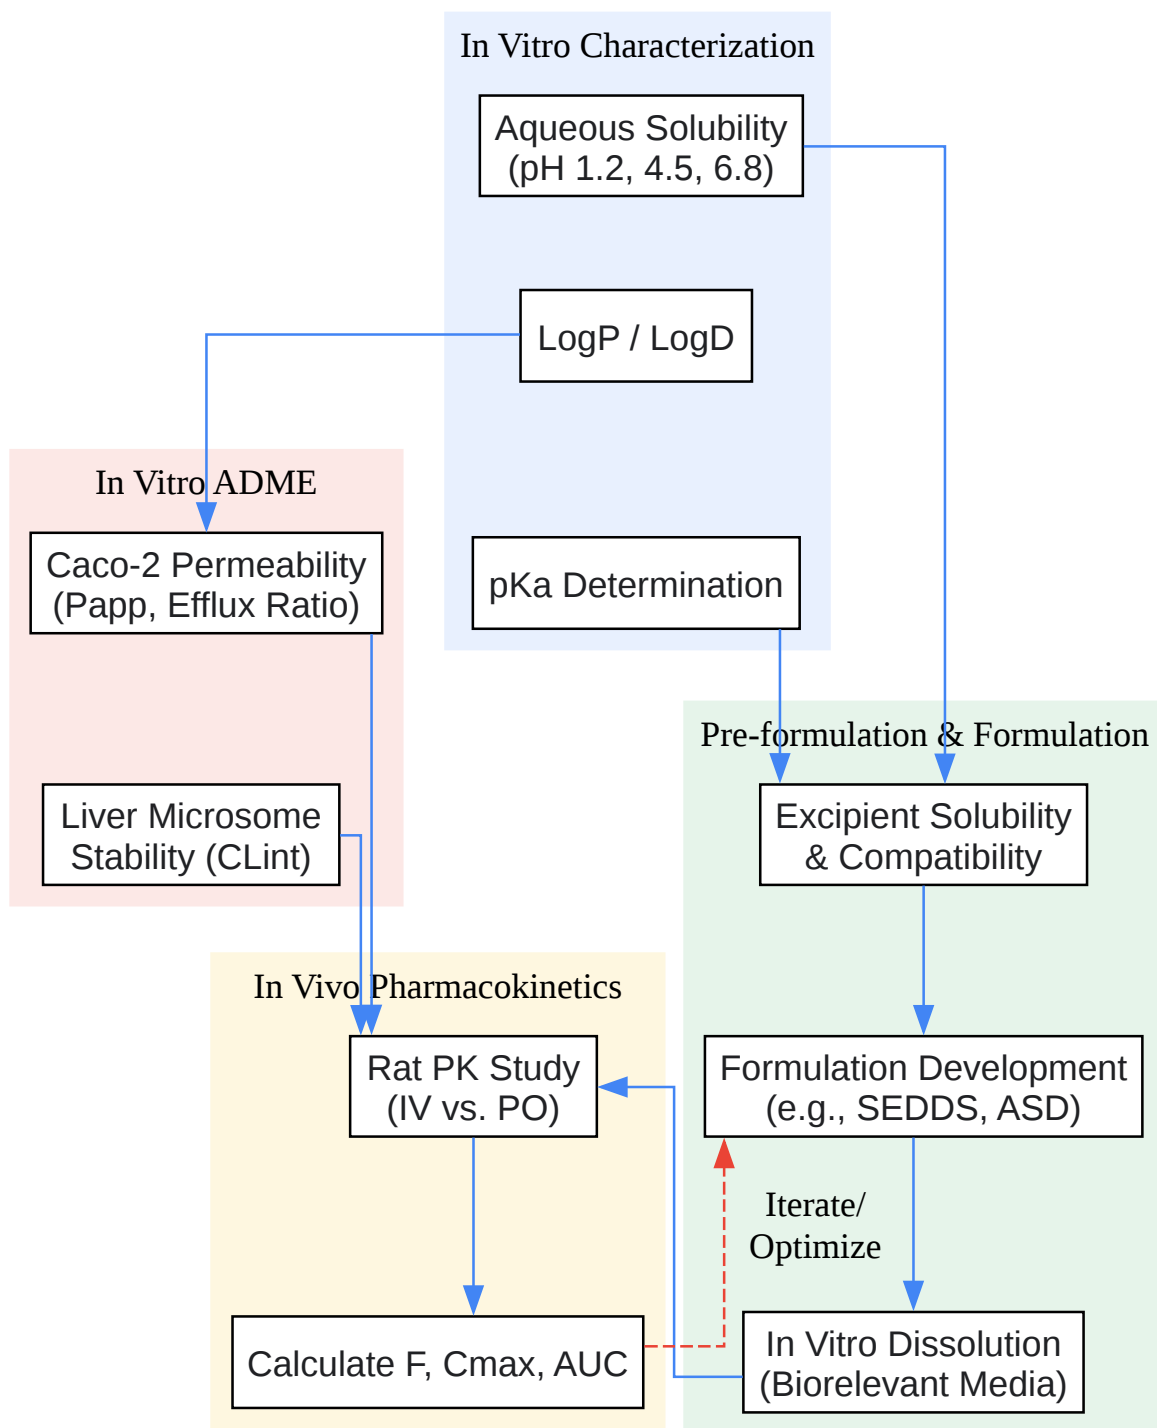 In Vitro Characterization
Aqueous Solubility
(pH 1.2, 4.5, 6.8)
LogP / LogD
In Vitro ADME
Caco-2 Permeability
(Papp, Efflux Ratio)
pKa Determination
Pre-formulation & Formulation
Liver Microsome
Stability (CLint)
Excipient Solubility
& Compatibility
In Vivo Pharmacokinetics
Rat PK Study
(IV vs. PO)
Formulation Development
(e.g., SEDDS, ASD)
Iterate/
Optimize
Calculate F, Cmax, AUC
In Vitro Dissolution
(Biorelevant Media)